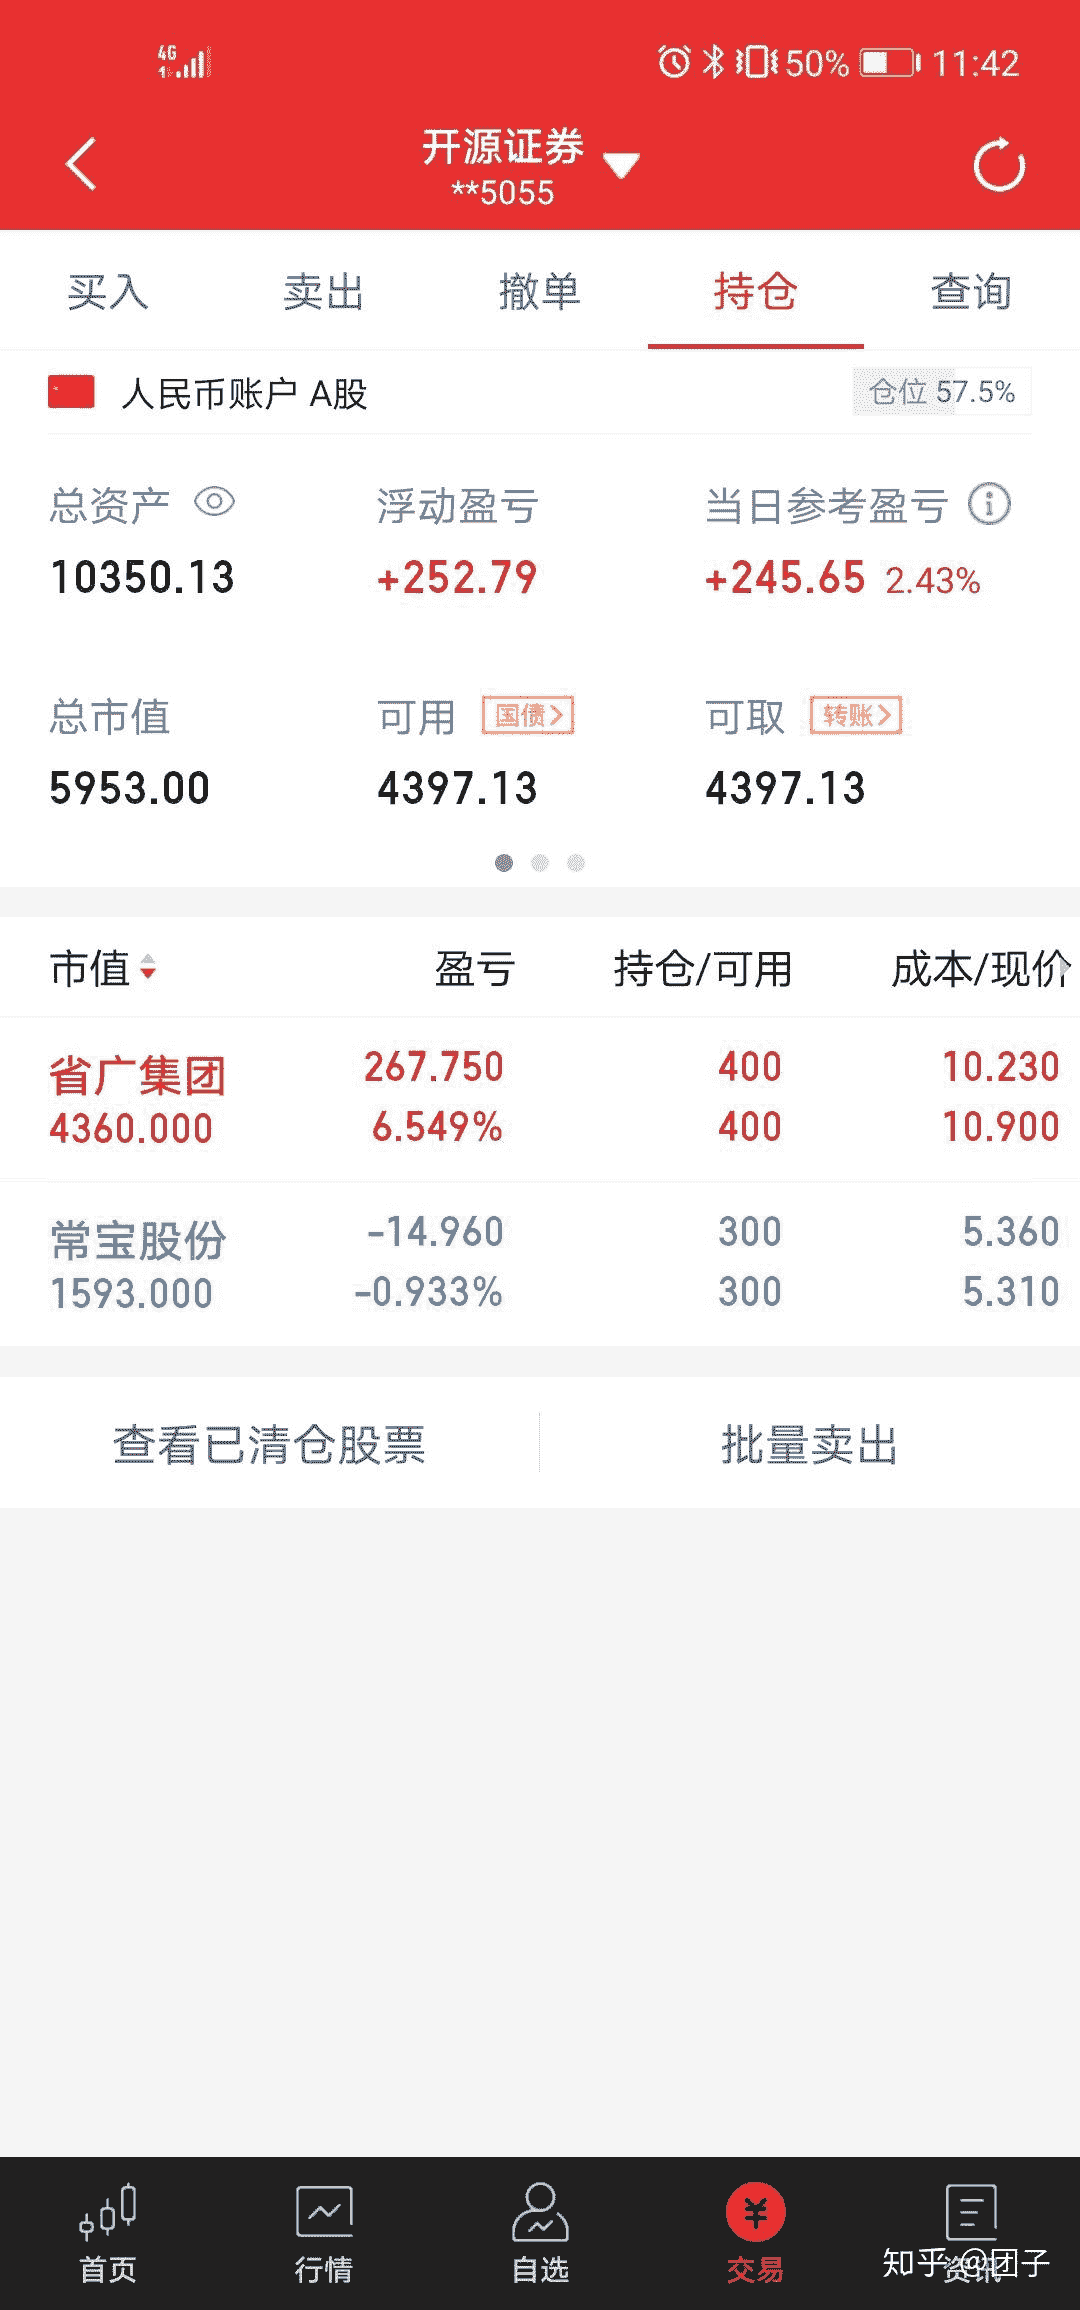 4G
50% 11:42
开源证券
**5055
买入 卖出 撤单 持仓 查询
人民币账户 A股 仓位 57.5%
总资产 浮动盈亏 当日参考盈亏
10350.13 +252.79 +245.65 2.43%
总市值 可用 国债> 可取 转账>
5953.00 4397.13 4397.13
市值 盈亏 持仓/可用 成本/现价
省广集团 267.750 400 10.230
4360.000 6.549% 400 10.900
常宝股份 -14.960 300 5.360
1593.000 -0.933% 300 5.310
查看已清仓股票 批量卖出
首页 行情 自选 交易 资讯
知乎 @团子